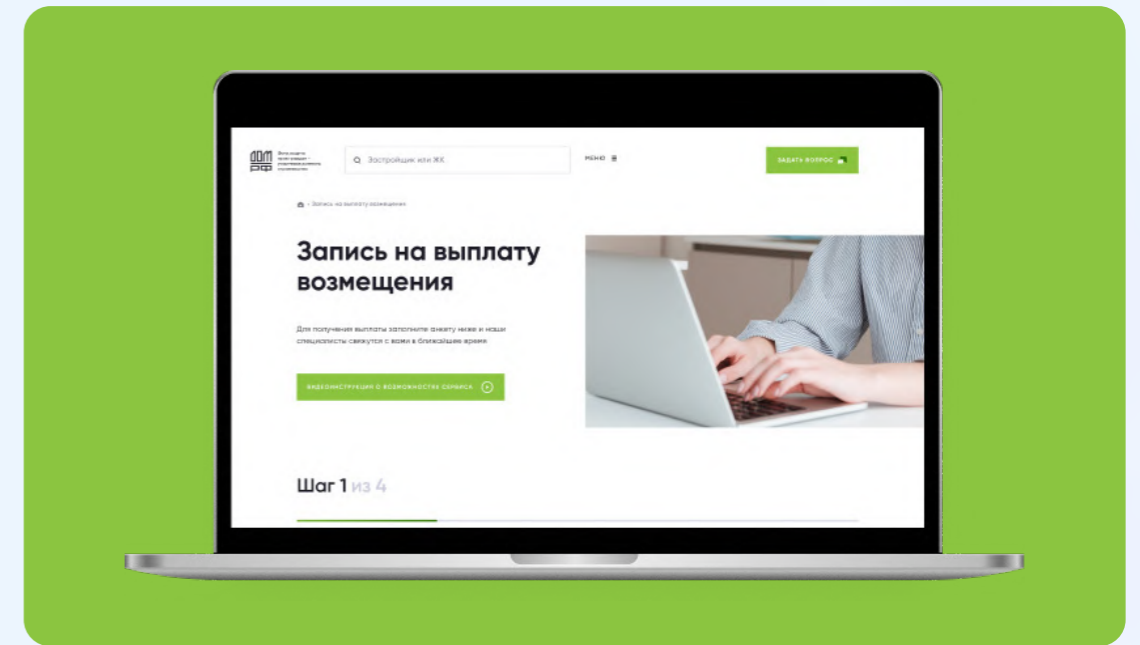 ДОМ
РФ
Застройщик или ЖК
МЕНЮ
ЗАДАТЬ ВОПРОС
Запись на выплату возмещения
Запись на выплату
возмещения
Для получения выплаты заполните анкету ниже и наши
специалисты свяжутся с вами в ближайшее время
ВИДЕОИНСТРУКЦИЯ О ВОЗМОЖНОСТЯХ СЕРВИСА
Шаг 1 из 4